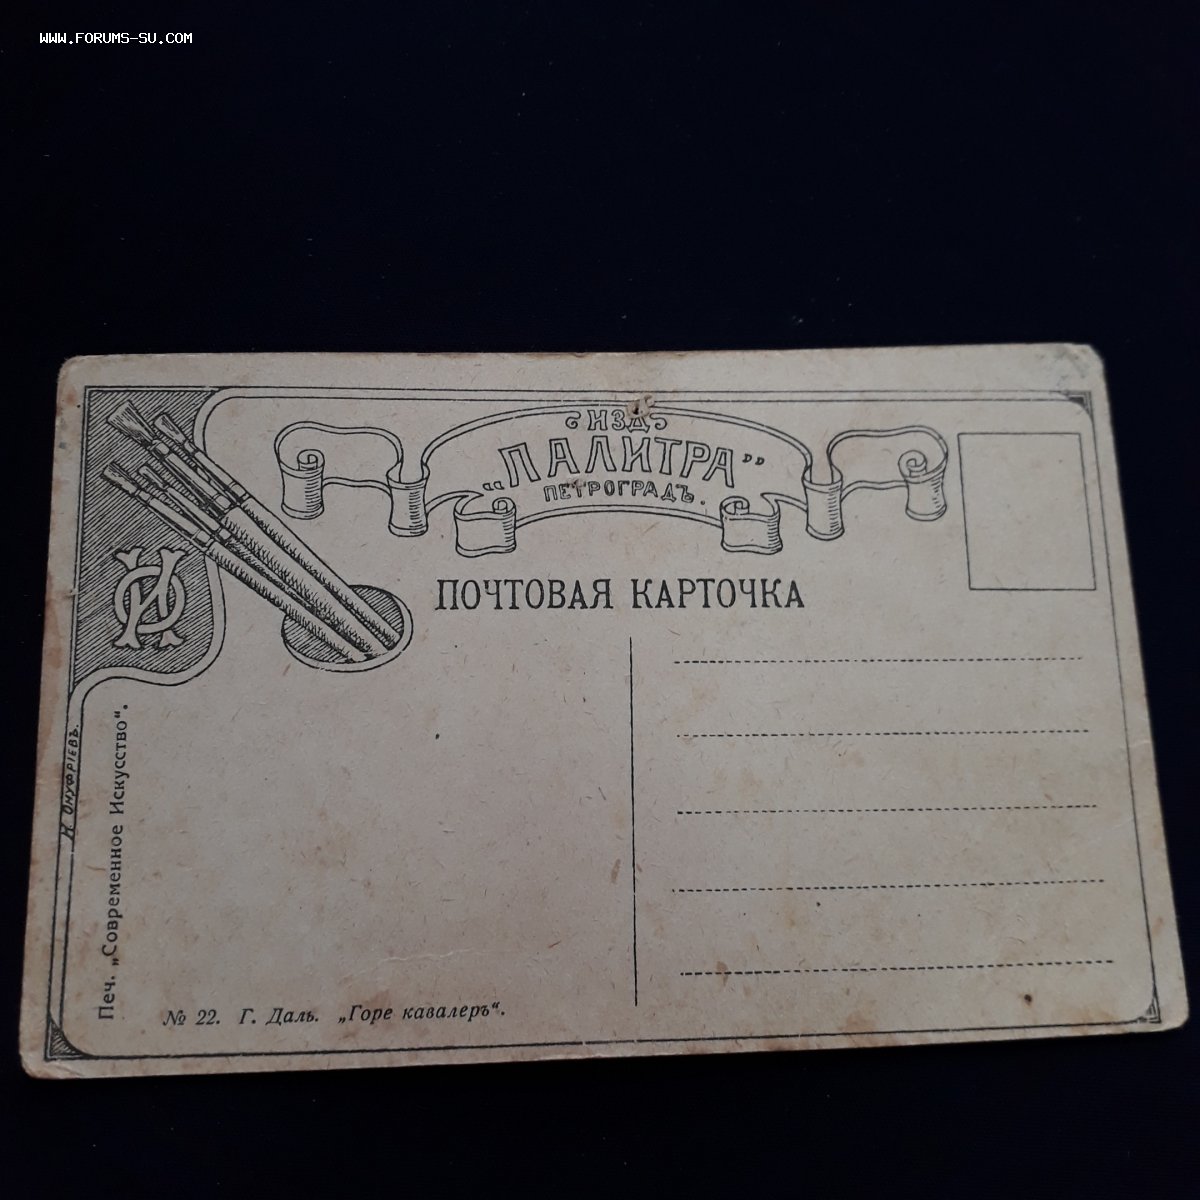 WWW.FORUMS-SU.COM
ИЗД
„ПАЛИТРА”
ПЕТРОГРАДЪ.
ПОЧТОВАЯ КАРТОЧКА
Н ОНУФРІЕВЪ.
Печ. „Современное Искусство“.
№ 22. Г. Даль. „Горе кавалеръ“.